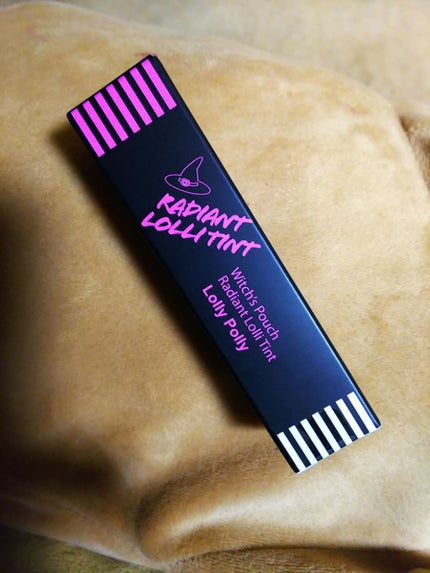 RADIANT
LOLLI TINT
Witch's Pouch
Radiant Lolli Tint
Lolly Polly